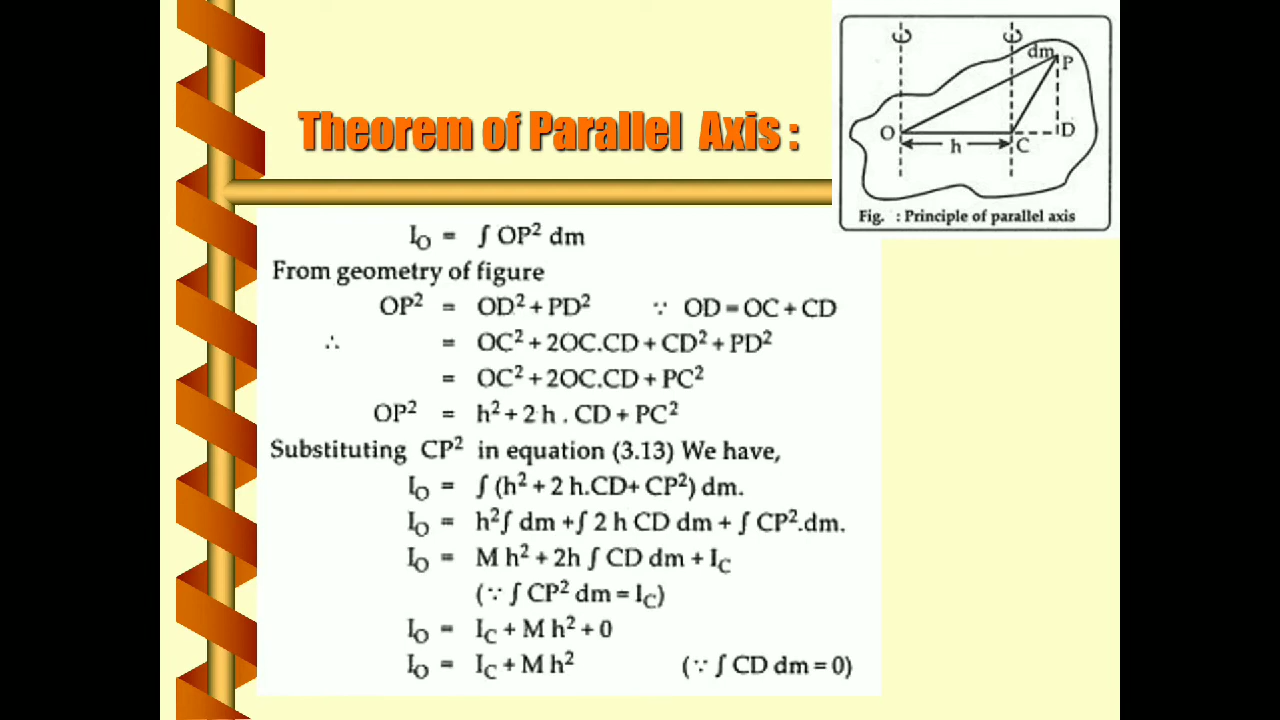 Theorem of Parallel Axis :
dm
P
O
h
C
D
Fig. : Principle of parallel axis
I_O = ∫ OP² dm
From geometry of figure
OP² = OD² + PD² ∵ OD = OC + CD
∴ = OC² + 2OC.CD + CD² + PD²
= OC² + 2OC.CD + PC²
OP² = h² + 2 h . CD + PC²
Substituting CP² in equation (3.13) We have,
I_O = ∫ (h² + 2 h.CD+ CP²) dm.
I_O = h²∫ dm +∫ 2 h CD dm + ∫ CP².dm.
I_O = M h² + 2h ∫ CD dm + I_C
(∵ ∫ CP² dm = I_C)
I_O = I_C + M h² + 0
I_O = I_C + M h² (∵ ∫ CD dm = 0)